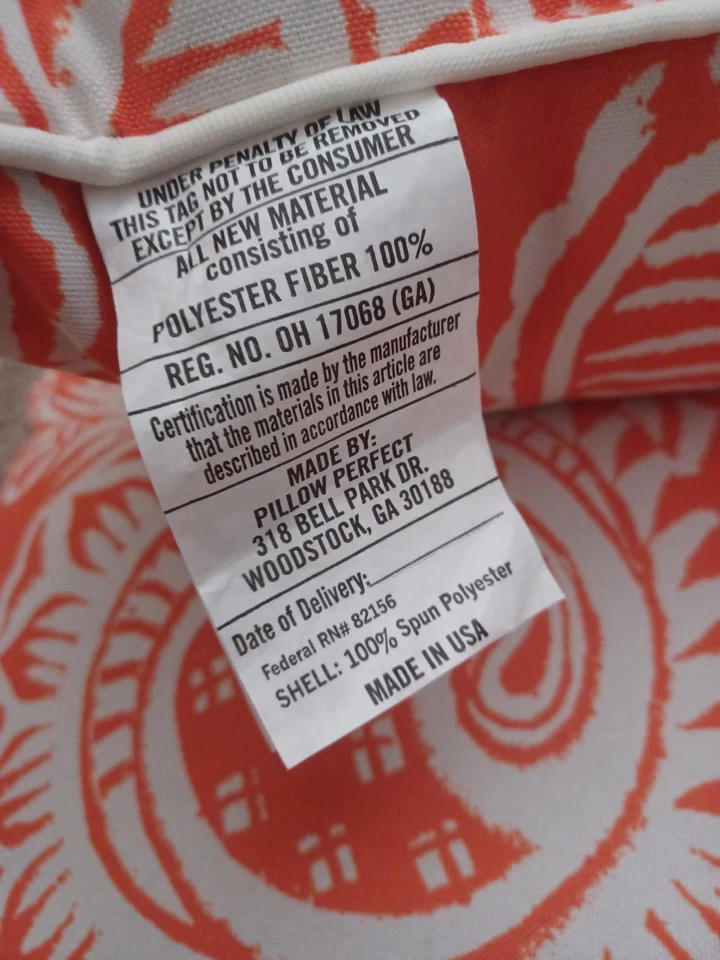 UNDER PENALTY OF LAW
THIS TAG NOT TO BE REMOVED
EXCEPT BY THE CONSUMER
ALL NEW MATERIAL
consisting of
POLYESTER FIBER 100%
REG. NO. OH 17068 (GA)
Certification is made by the manufacturer
that the materials in this article are
described in accordance with law.
MADE BY:
PILLOW PERFECT
318 BELL PARK DR.
WOODSTOCK, GA 30188
Date of Delivery:
Federal RN# 82156
SHELL: 100% Spun Polyester
MADE IN USA